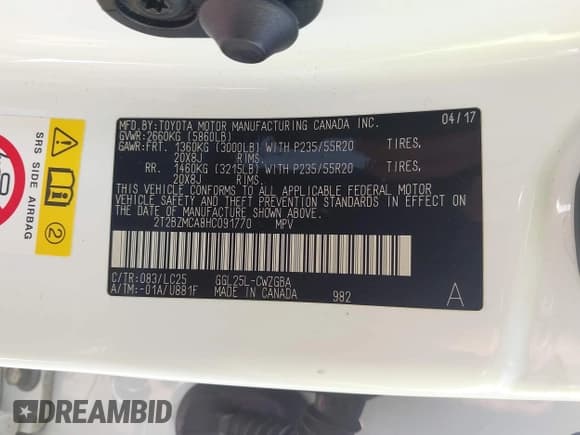 MFD.BY:TOYOTA MOTOR MANUFACTURING CANADA INC. 04/17
GVWR:2660KG (5860LB)
GAWR:FRT. 1360KG (3000LB) WITH P235/55R20 TIRES,
20X8J RIMS.
RR. 1460KG (3215LB) WITH P235/55R20 TIRES,
20X8J RIMS.
THIS VEHICLE CONFORMS TO ALL APPLICABLE FEDERAL MOTOR
VEHICLE SAFETY AND THEFT PREVENTION STANDARDS IN EFFECT ON
THE DATE OF MANUFACTURE SHOWN ABOVE.
2T2BZMCA8HC091770 MPV
C/TR:083/LC25 GGL25L-CWZGBA
A/TM:-01A/U881F MADE IN CANADA 982 A
SRS SIDE AIRBAG
2
DREAMBID